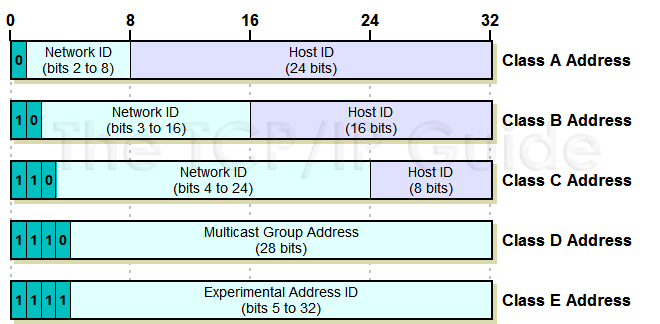 0 8 16 24 32
0 Network ID Host ID
(bits 2 to 8) (24 bits) Class A Address
1 0 Network ID Host ID
(bits 3 to 16) (16 bits) Class B Address
The TCP/IP Guide
1 1 0 Network ID Host ID
(bits 4 to 24) (8 bits) Class C Address
1 1 1 0 Multicast Group Address
(28 bits) Class D Address
1 1 1 1 Experimental Address ID
(bits 5 to 32) Class E Address